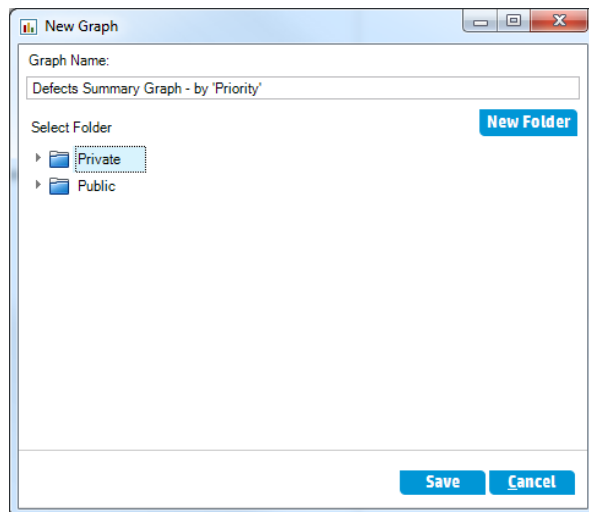 New Graph
Graph Name:
Defects Summary Graph - by 'Priority'
Select Folder
New Folder
Private
Public
Save
Cancel